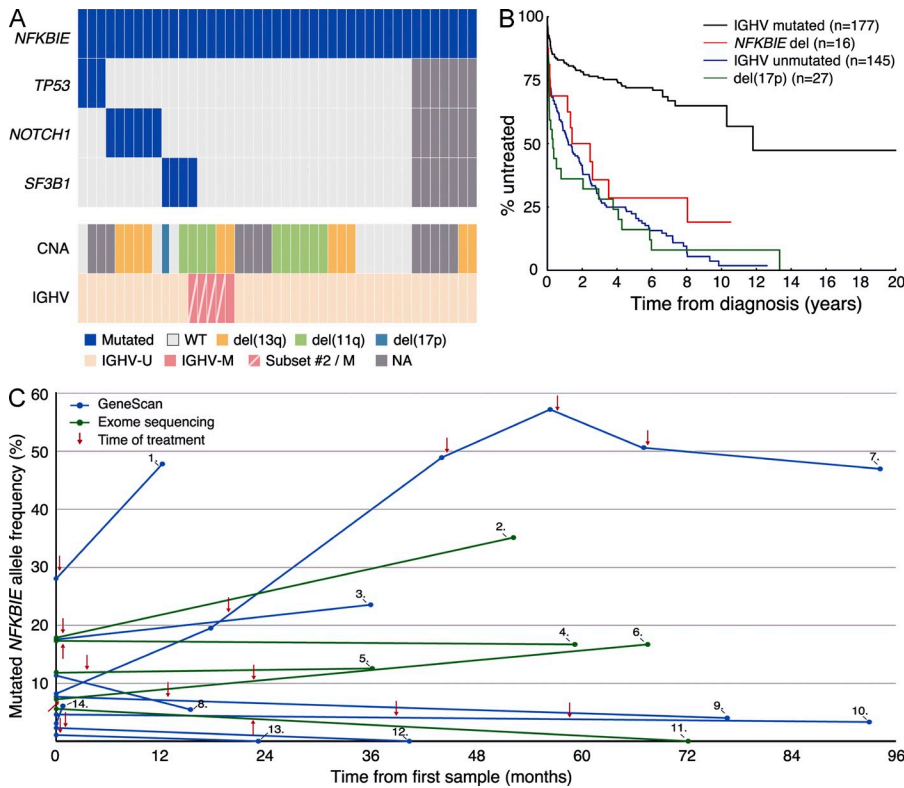 A
NFKBIE
TP53
NOTCH1
SF3B1
CNA
IGHV
Mutated WT del(13q) del(11q) del(17p)
IGHV-U IGHV-M Subset #2 / M NA
B
% untreated
100
75
50
25
0
0 2 4 6 8 10 12 14 16 18 20
Time from diagnosis (years)
IGHV mutated (n=177)
NFKBIE del (n=16)
IGHV unmutated (n=145)
del(17p) (n=27)
C
Mutated NFKBIE allele frequency (%)
60
50
40
30
20
10
GeneScan
Exome sequencing
Time of treatment
1.
2.
3.
4.
5.
6.
7.
8.
9.
10.
11.
12.
13.
14.
0 12 24 36 48 60 72 84 96
Time from first sample (months)